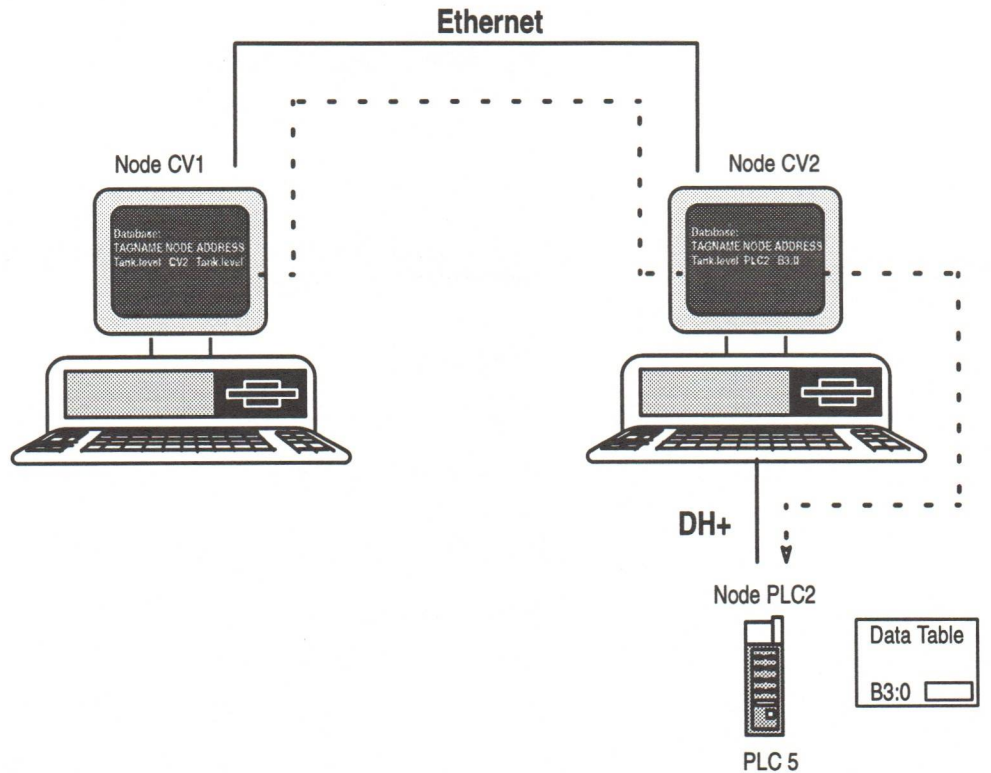 Ethernet
Node CV1
Node CV2
Database:
TAGNAME NODE ADDRESS
Tank.level CV2 Tank.level
Database:
TAGNAME NODE ADDRESS
Tank.level PLC2 B3:0
DH+
Node PLC2
Data Table
B3:0
PLC 5